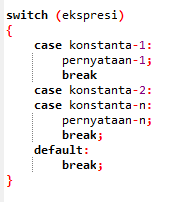 switch (ekspresi)
{
    case konstanta-1:
        pernyataan-1;
        break
    case konstanta-2:
    case konstanta-n:
        pernyataan-n;
        break;
    default:
        break;
}